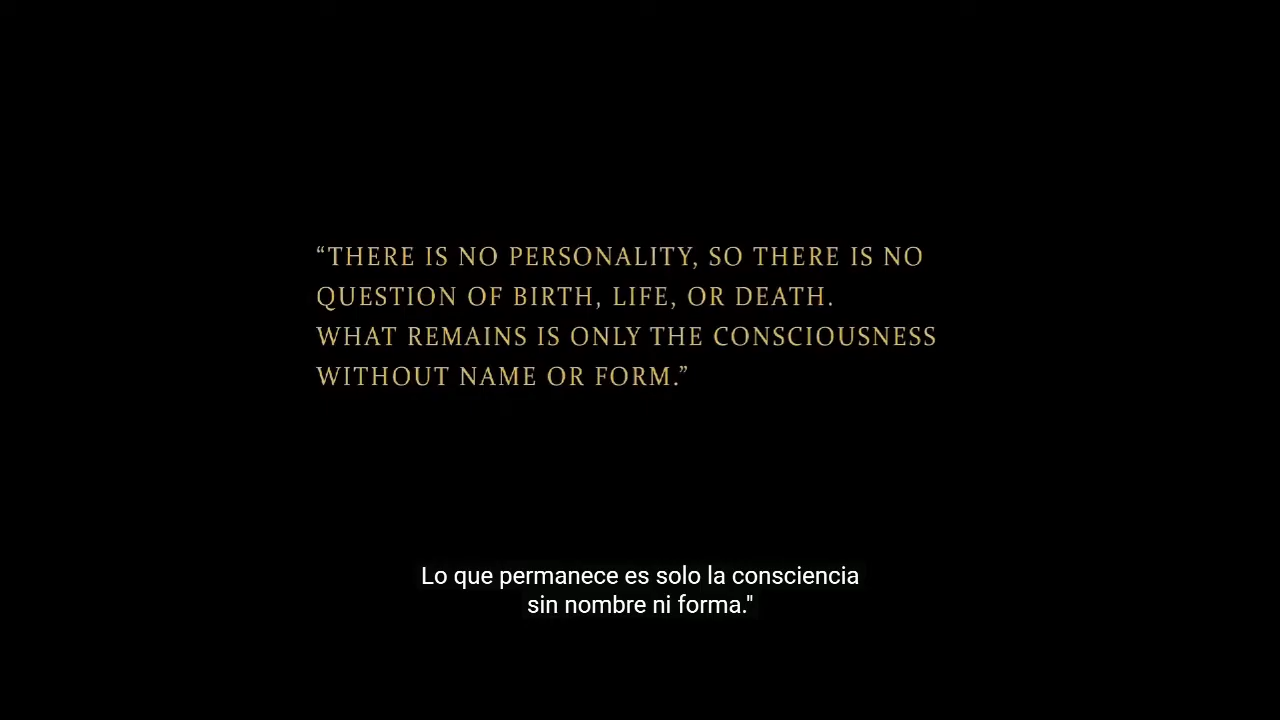 “THERE IS NO PERSONALITY, SO THERE IS NO
QUESTION OF BIRTH, LIFE, OR DEATH.
WHAT REMAINS IS ONLY THE CONSCIOUSNESS
WITHOUT NAME OR FORM.”
Lo que permanece es solo la consciencia
sin nombre ni forma."